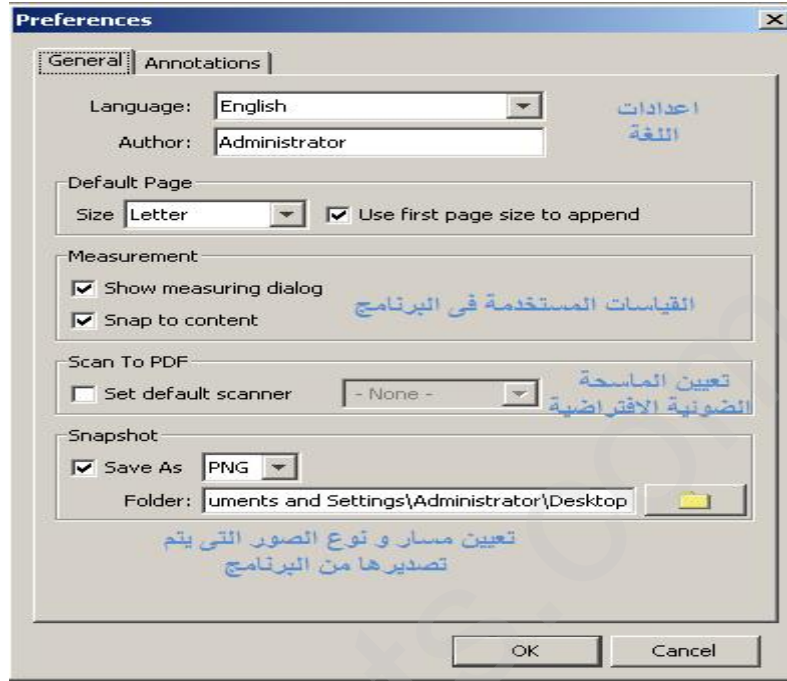 Preferences
General Annotations
Language: English
اعدادات
Author: Administrator
اللغة
Default Page
Size Letter Use first page size to append
Measurement
Show measuring dialog
القياسات المستخدمة فى البرنامج
Snap to content
Scan To PDF
تعيين الماسحة
Set default scanner - None -
الضوئية الافتراضية
Snapshot
Save As PNG
Folder: uments and Settings\Administrator\Desktop
تعيين مسار و نوع الصور التى يتم
تصديرها من البرنامج
OK Cancel